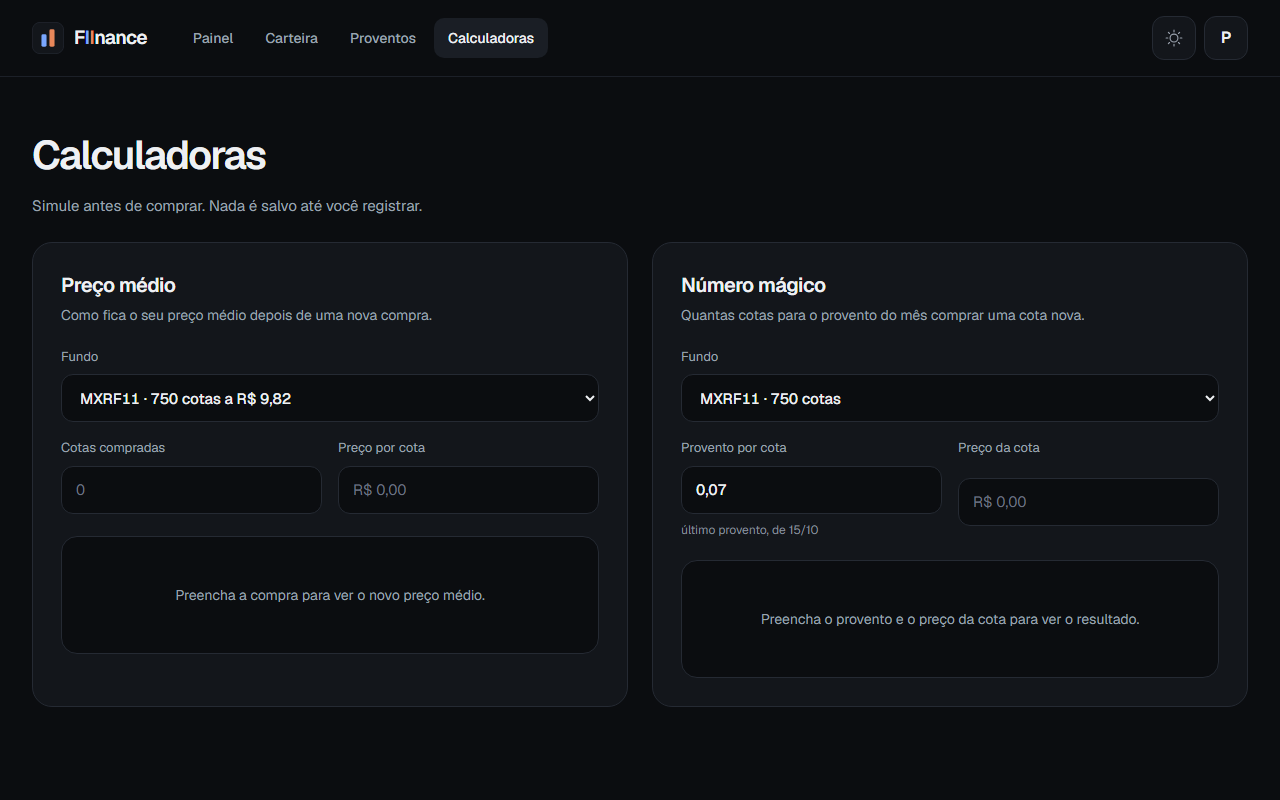 FIInance
Painel
Carteira
Proventos
Calculadoras
P
Calculadoras
Simule antes de comprar. Nada é salvo até você registrar.
Preço médio
Como fica o seu preço médio depois de uma nova compra.
Fundo
MXRF11 · 750 cotas a R$ 9,82
Cotas compradas
Preço por cota
0
R$ 0,00
Preencha a compra para ver o novo preço médio.
Número mágico
Quantas cotas para o provento do mês comprar uma cota nova.
Fundo
MXRF11 · 750 cotas
Provento por cota
Preço da cota
0,07
R$ 0,00
último provento, de 15/10
Preencha o provento e o preço da cota para ver o resultado.